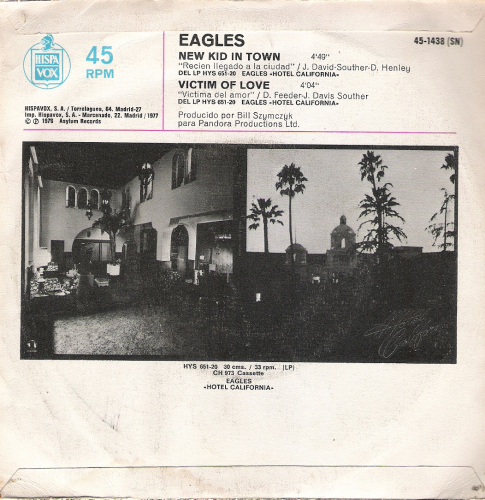 HISPA
VOX
45
RPM
EAGLES
45-1438 (SN)
NEW KID IN TOWN 4'49"
"Recien llegado a la ciudad" / J. David-Souther-D. Henley
DEL LP HYS 651-20 EAGLES «HOTEL CALIFORNIA»
VICTIM OF LOVE 4'04"
"Victima del amor" / D. Feeder-J. Davis Souther
DEL LP HYS 651-20 EAGLES «HOTEL CALIFORNIA»
HISPAVOX, S. A. / Torrelaguna, 64. Madrid-27
Imp. Hispavox, S. A. - Marcenado, 22. Madrid / 1977
© ℗ 1976 Asylum Records
Producido por Bill Szymczyk
para Pandora Productions Ltd.
HYS 651-20 30 cms. / 33 rpm. (LP)
CH 973 Cassette
EAGLES
«HOTEL CALIFORNIA»